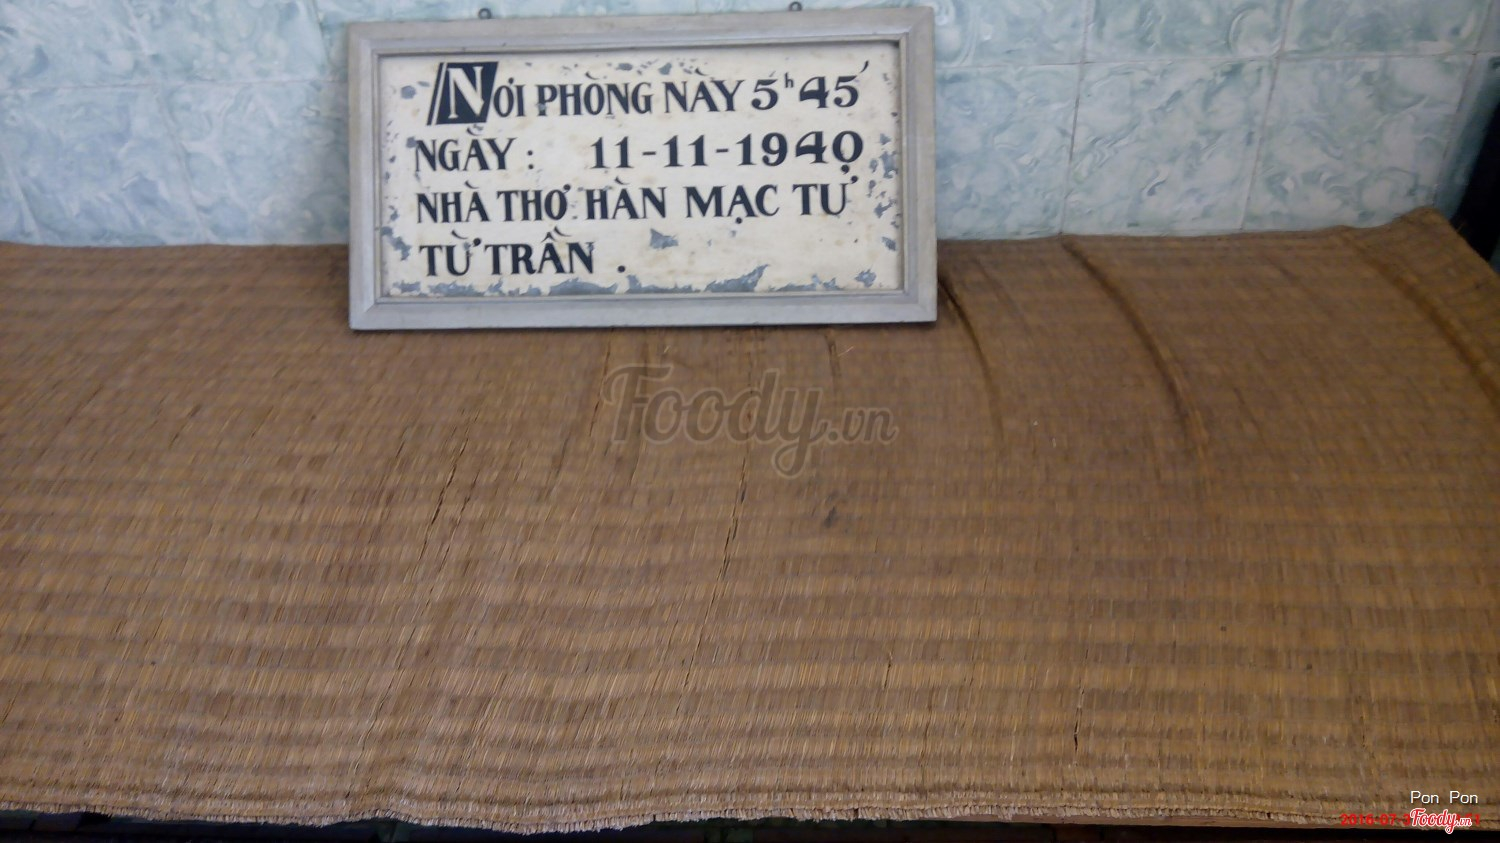 NƠI PHÒNG NÀY 5h45'
NGÀY : 11-11-1940
NHÀ THƠ: HÀN MẠC TƯ
TỪ TRẦN .
Foody.vn
Pon Pon
Foody.vn